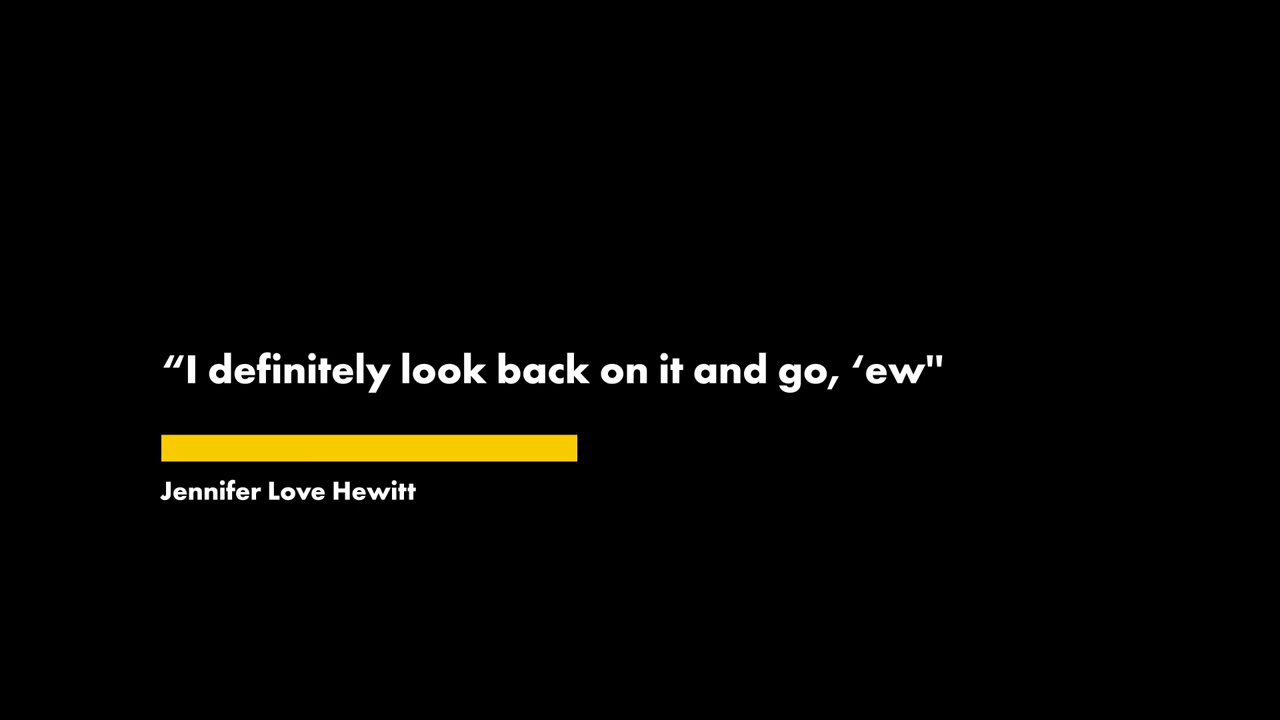 “I definitely look back on it and go, ‘ew"
Jennifer Love Hewitt